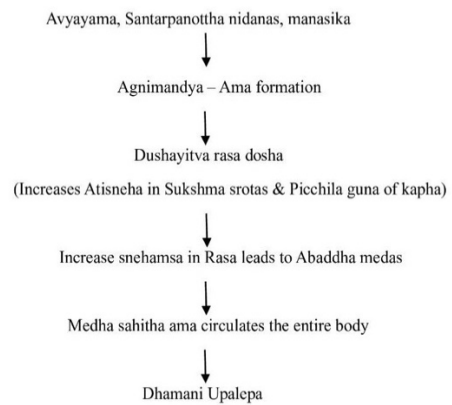 Avyayama, Santarpanottha nidanas, manasika
Agnimandya – Ama formation
Dushayitva rasa dosha
(Increases Atisneha in Sukshma srotas & Picchila guna of kapha)
Increase snehamsa in Rasa leads to Abaddha medas
Medha sahitha ama circulates the entire body
Dhamani Upalepa